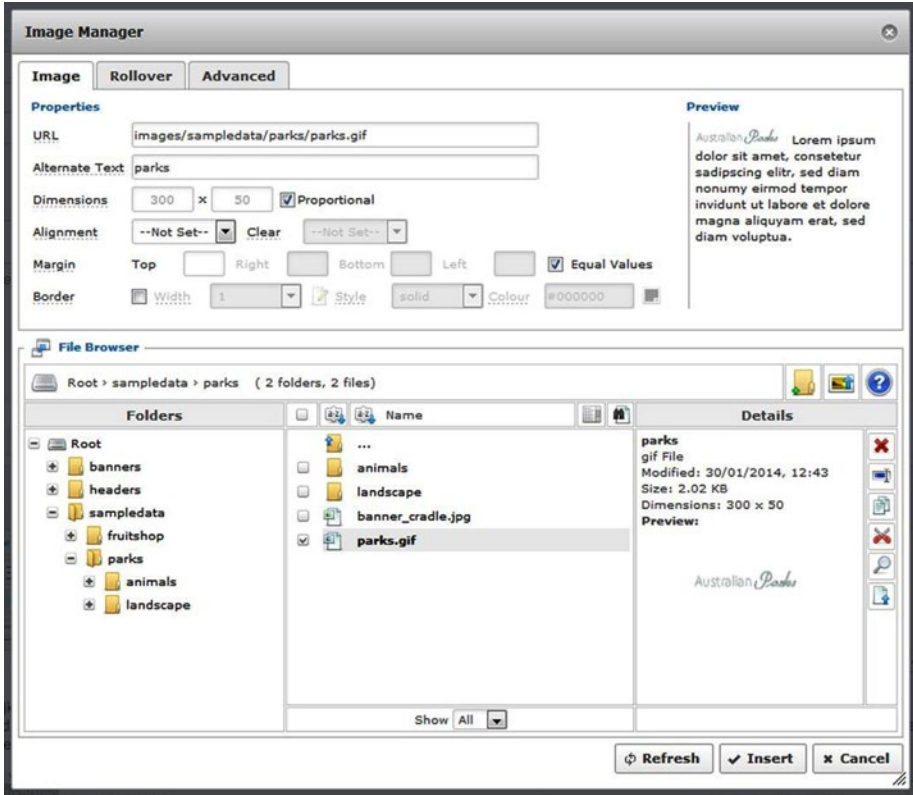 Image Manager
Image Rollover Advanced
Properties
URL images/sampledata/parks/parks.gif
Alternate Text parks
Dimensions 300 × 50 Proportional
Alignment --Not Set-- Clear --Not Set--
Margin Top Right Bottom Left Equal Values
Border Width 1 Style solid Colour #000000
Preview
Australian Parks Lorem ipsum
dolor sit amet, consetetur
sadipscing elitr, sed diam
nonumy eirmod tempor
invidunt ut labore et dolore
magna aliquyam erat, sed
diam voluptua.
File Browser
Root › sampledata › parks ( 2 folders, 2 files)
Folders
Root
banners
headers
sampledata
fruitshop
parks
animals
landscape
Name
...
animals
landscape
banner_cradle.jpg
parks.gif
Show All
Details
parks
gif File
Modified: 30/01/2014, 12:43
Size: 2.02 KB
Dimensions: 300 x 50
Preview:
Australian Parks
Refresh Insert Cancel